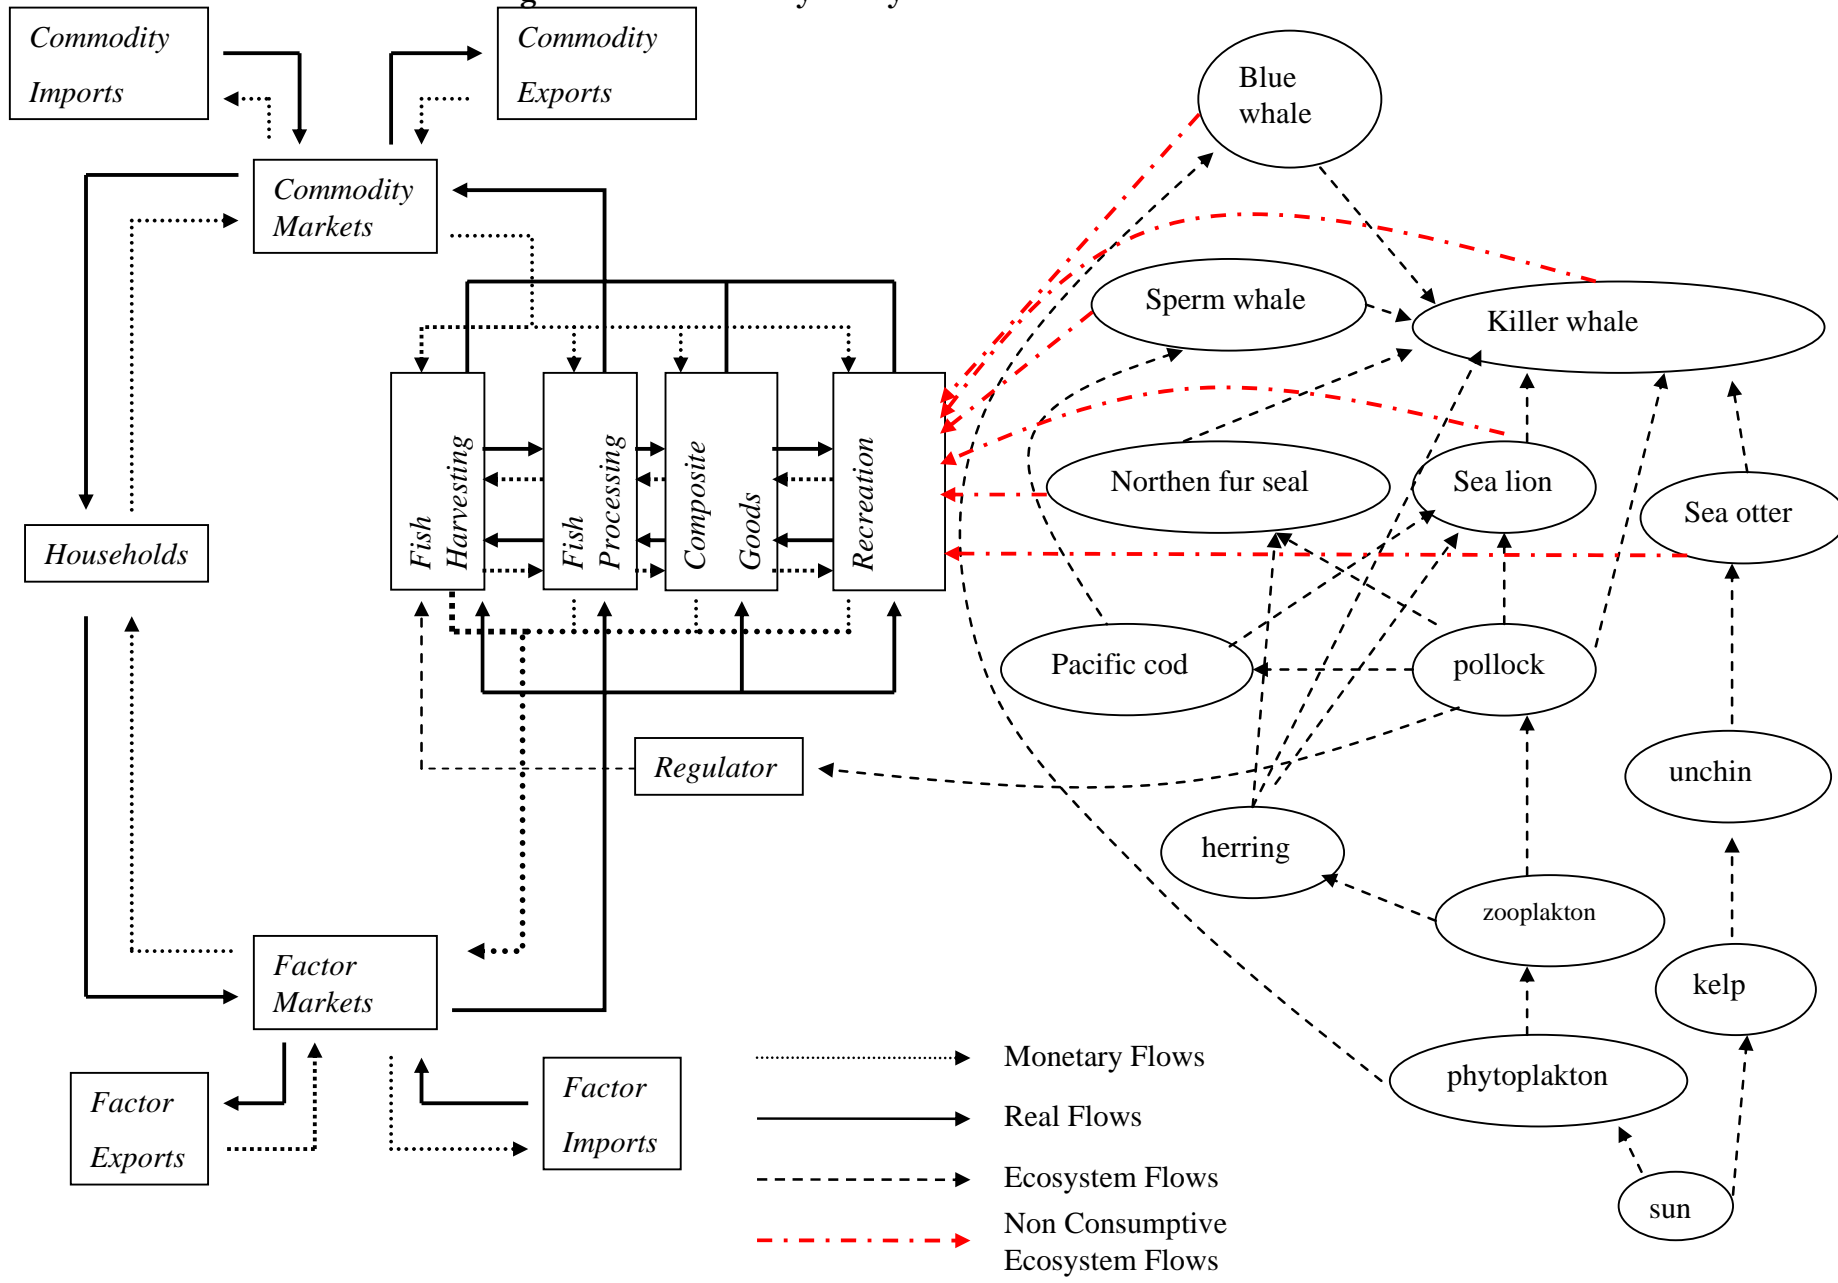 Commodity
Imports
Commodity
Exports
Commodity
Markets
Households
Fish
Harvesting
Fish
Processing
Composite
Goods
Recreation
Regulator
Factor
Markets
Factor
Exports
Factor
Imports
Blue
whale
Sperm whale
Killer whale
Northen fur seal
Sea lion
Sea otter
Pacific cod
pollock
unchin
herring
zooplakton
kelp
phytoplakton
sun
Monetary Flows
Real Flows
Ecosystem Flows
Non Consumptive
Ecosystem Flows